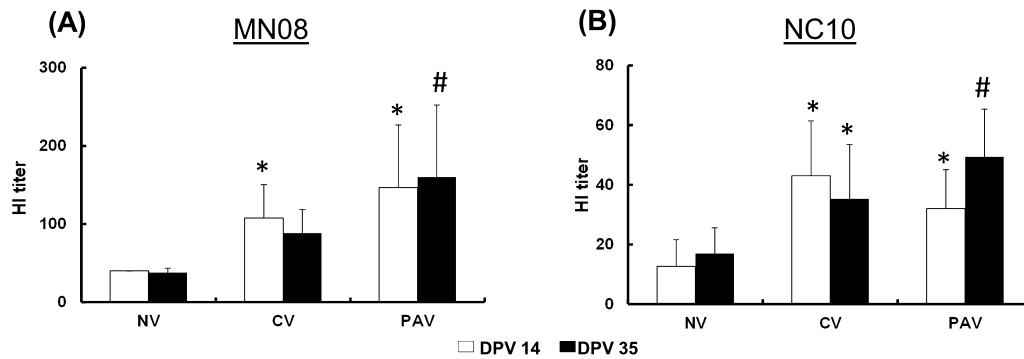 (A)
MN08
300
200
100
0
HI titer
*
*
#
NV CV PAV
(B)
NC10
80
60
40
20
0
HI titer
*
*
*
#
NV CV PAV
DPV 14 DPV 35